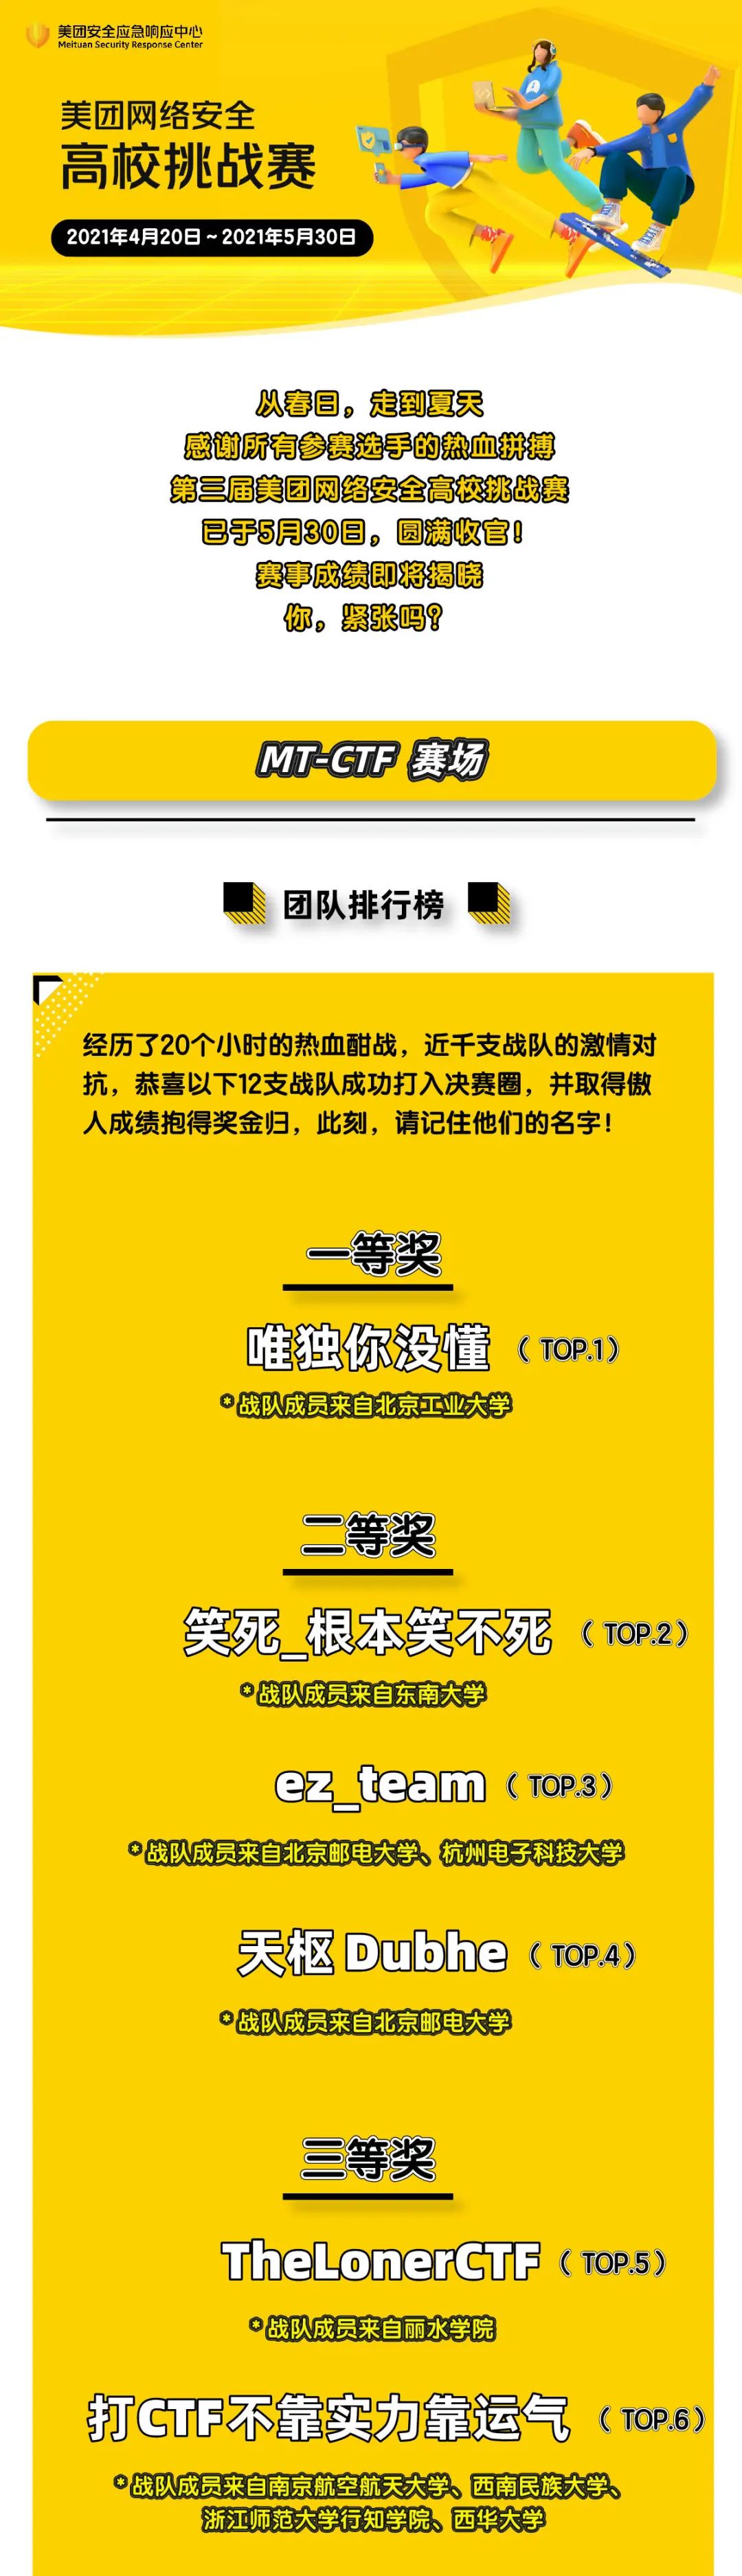 美团安全应急响应中心
Meituan Security Response Center
美团网络安全
高校挑战赛
2021年4月20日~2021年5月30日
从春日，走到夏天
感谢所有参赛选手的热血拼搏
第三届美团网络安全高校挑战赛
已于5月30日，圆满收官！
赛事成绩即将揭晓
你，紧张吗？
MT-CTF 赛场
团队排行榜
经历了20个小时的热血酣战，近千支战队的激情对
抗，恭喜以下12支战队成功打入决赛圈，并取得傲
人成绩抱得奖金归，此刻，请记住他们的名字！
一等奖
唯独你没懂（TOP.1）
*战队成员来自北京工业大学
二等奖
笑死_根本笑不死（TOP.2）
*战队成员来自东南大学
ez_team（TOP.3）
*战队成员来自北京邮电大学、杭州电子科技大学
天枢 Dubhe（TOP.4）
*战队成员来自北京邮电大学
三等奖
TheLonerCTF（TOP.5）
*战队成员来自丽水学院
打CTF不靠实力靠运气（TOP.6）
*战队成员来自南京航空航天大学、西南民族大学、
浙江师范大学行知学院、西华大学